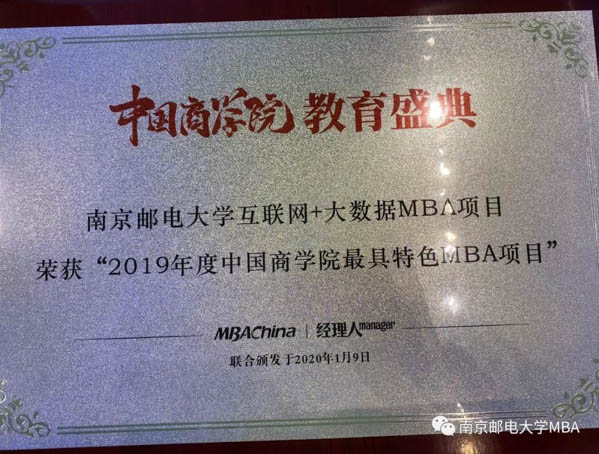 中国商学院 教育盛典
南京邮电大学互联网+大数据MBA项目
荣获“2019年度中国商学院最具特色MBA项目”
MBAChina | 经理人manager
联合颁发于2020年1月9日
南京邮电大学MBA